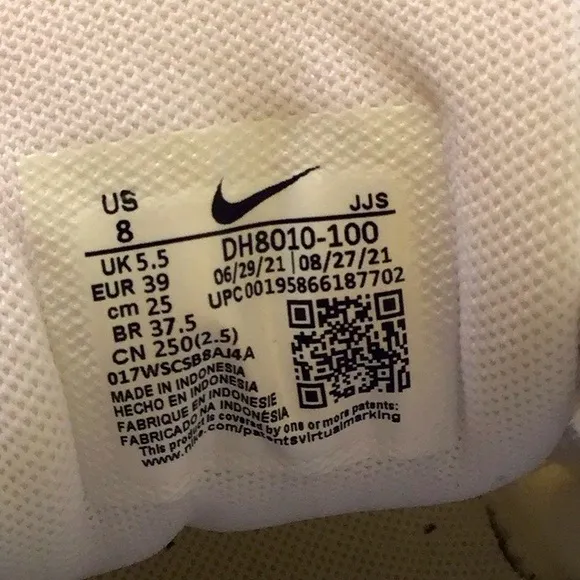 US
8
JJS
UK 5.5
EUR 39
cm 25
BR 37.5
CN 250(2.5)
DH8010-100
06/29/21 | 08/27/21
UPC 00195866187702
017WSCSB8AJ4A
MADE IN INDONESIA
HECHO EN INDONESIA
FABRIQUE EN INDONESIE
FABRICADO NA INDONÉSIA
This product is covered by one or more patents:
www.nike.com/patentsvirtualmarking